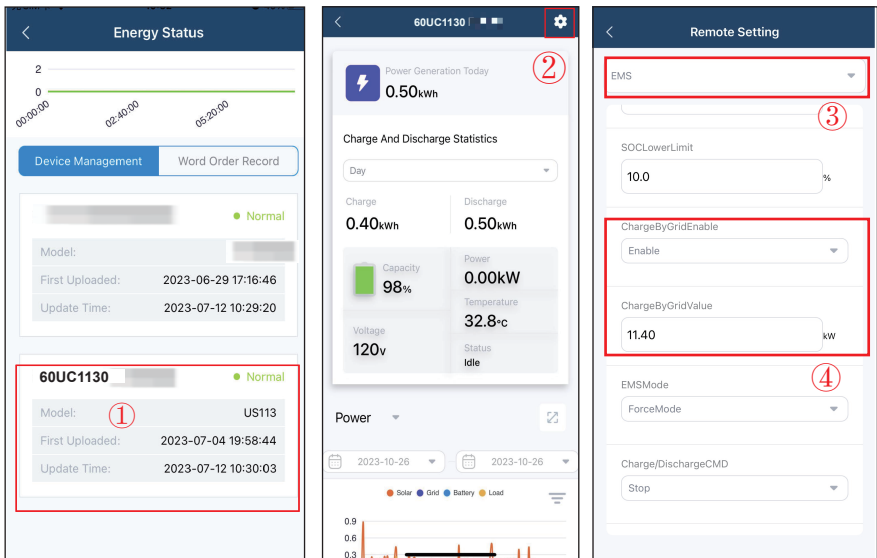 Energy Status
2
0
00:00:00
02:40:00
05:20:00
Device Management
Word Order Record
Normal
Model:
First Uploaded: 2023-06-29 17:16:46
Update Time: 2023-07-12 10:29:20
60UC1130
Normal
Model: US113
①
First Uploaded: 2023-07-04 19:58:44
Update Time: 2023-07-12 10:30:03
60UC1130
②
Power Generation Today
0.50kWh
Charge And Discharge Statistics
Day
Charge
Discharge
0.40kWh
0.50kWh
Capacity
98%
Power
0.00kW
Temperature
32.8°c
Voltage
120v
Status
Idle
Power
2023-10-26
2023-10-26
Solar Grid Battery Load
0.9
0.6
0.3
Remote Setting
EMS
③
SOCLowerLimit
10.0 %
ChargeByGridEnable
Enable
ChargeByGridValue
11.40 kW
④
EMSMode
ForceMode
Charge/DischargeCMD
Stop